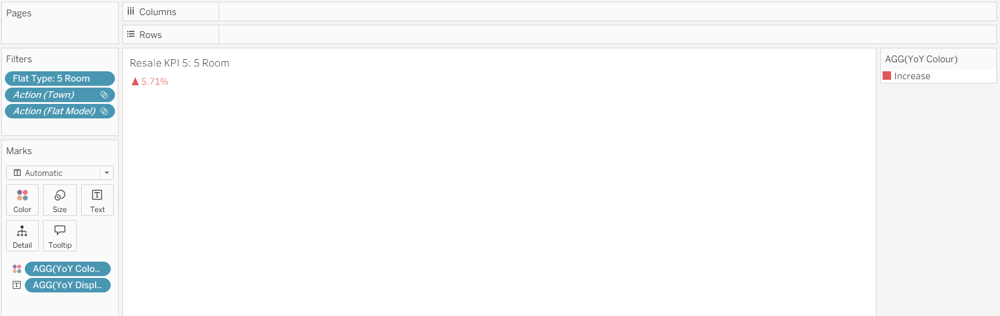 Pages
Columns
Rows
Filters
Flat Type: 5 Room
Action (Town)
Action (Flat Model)
Marks
Automatic
Color
Size
Text
Detail
Tooltip
AGG(YoY Colo..
AGG(YoY Displ..
Resale KPI 5: 5 Room
▲5.71%
AGG(YoY Colour)
Increase